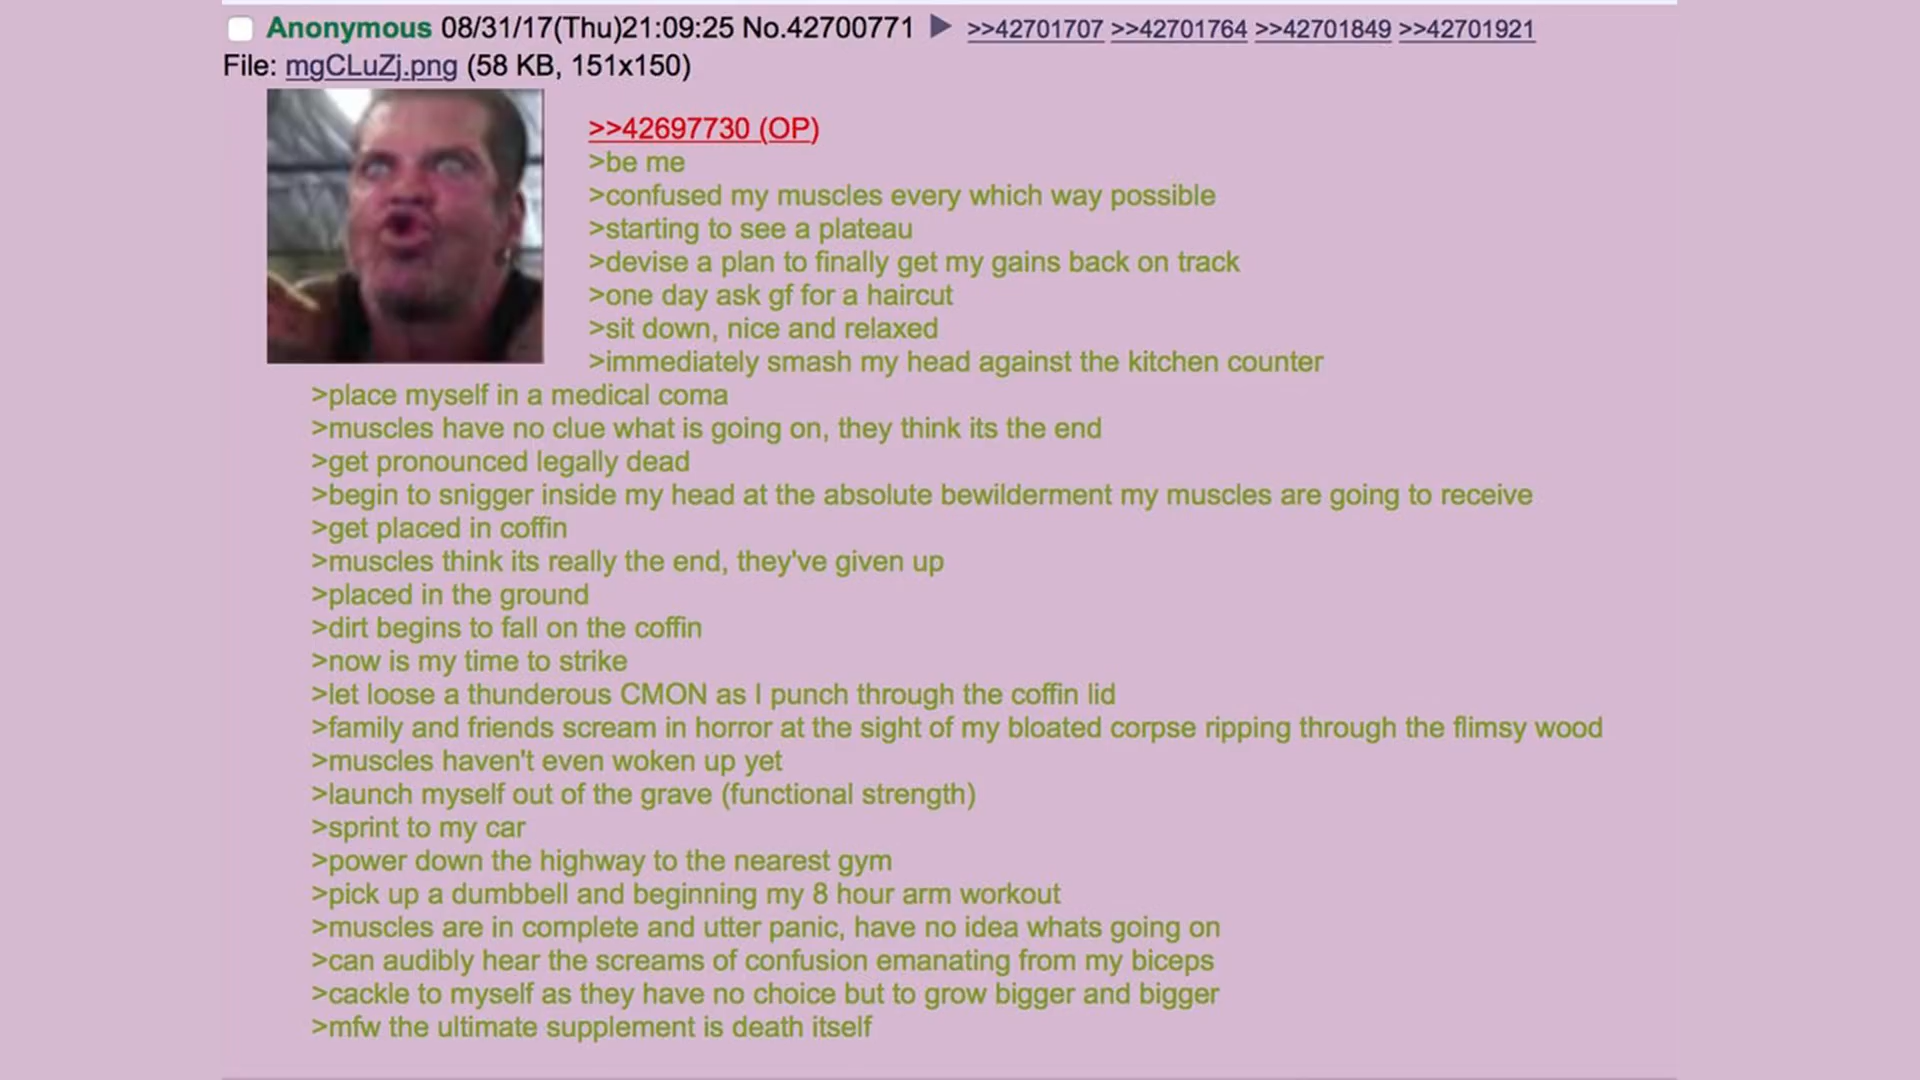 Anonymous 08/31/17(Thu)21:09:25 No.42700771 ▶ >>42701707 >>42701764 >>42701849 >>42701921
File: mgCLuZj.png (58 KB, 151x150)
>>42697730 (OP)
>be me
>confused my muscles every which way possible
>starting to see a plateau
>devise a plan to finally get my gains back on track
>one day ask gf for a haircut
>sit down, nice and relaxed
>immediately smash my head against the kitchen counter
>place myself in a medical coma
>muscles have no clue what is going on, they think its the end
>get pronounced legally dead
>begin to snigger inside my head at the absolute bewilderment my muscles are going to receive
>get placed in coffin
>muscles think its really the end, they've given up
>placed in the ground
>dirt begins to fall on the coffin
>now is my time to strike
>let loose a thunderous CMON as I punch through the coffin lid
>family and friends scream in horror at the sight of my bloated corpse ripping through the flimsy wood
>muscles haven't even woken up yet
>launch myself out of the grave (functional strength)
>sprint to my car
>power down the highway to the nearest gym
>pick up a dumbbell and beginning my 8 hour arm workout
>muscles are in complete and utter panic, have no idea whats going on
>can audibly hear the screams of confusion emanating from my biceps
>cackle to myself as they have no choice but to grow bigger and bigger
>mfw the ultimate supplement is death itself